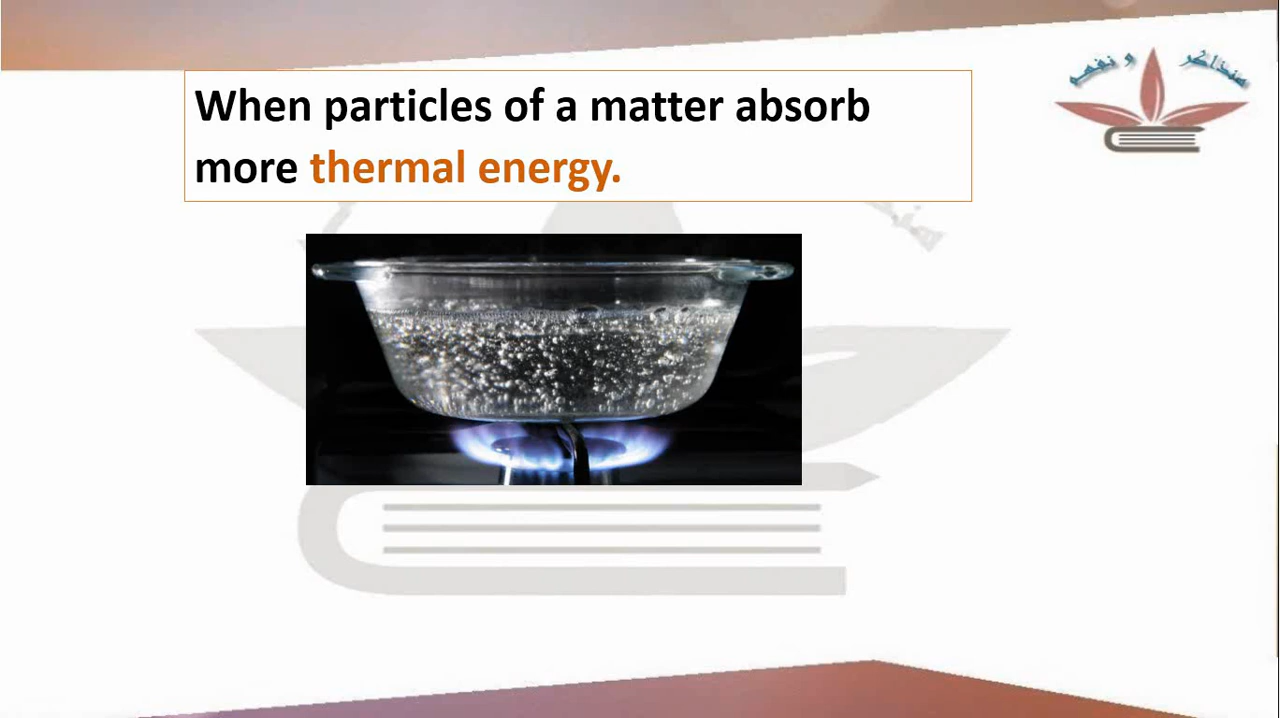 When particles of a matter absorb
more thermal energy.